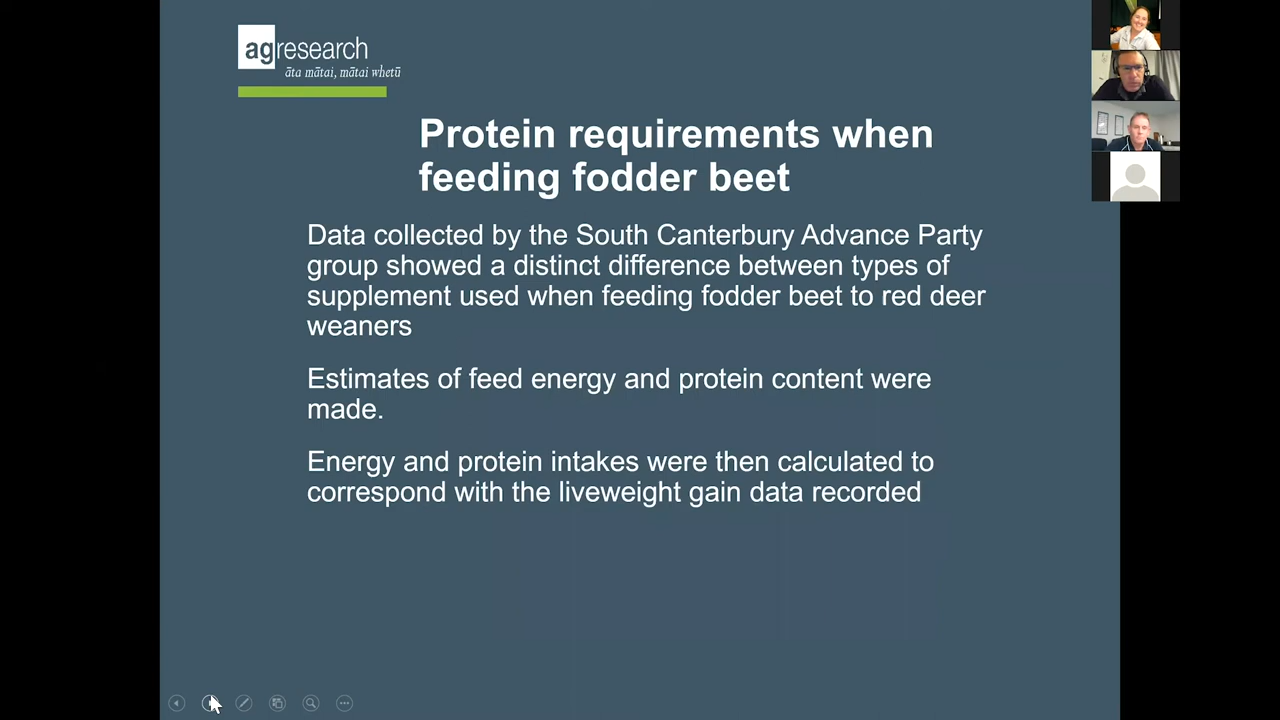 agresearch
āta mātai, mātai whetū
Protein requirements when
feeding fodder beet
Data collected by the South Canterbury Advance Party
group showed a distinct difference between types of
supplement used when feeding fodder beet to red deer
weaners
Estimates of feed energy and protein content were
made.
Energy and protein intakes were then calculated to
correspond with the liveweight gain data recorded